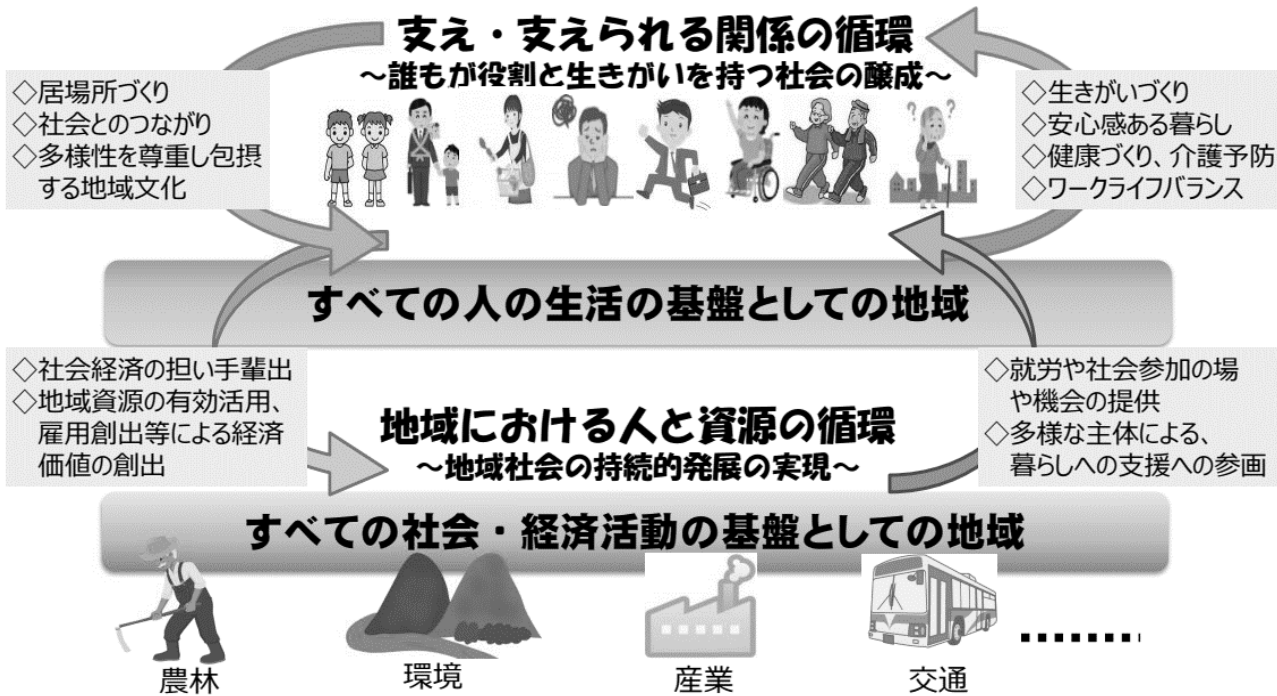 支え・支えられる関係の循環
～誰もが役割と生きがいを持つ社会の醸成～
◇居場所づくり
◇社会とのつながり
◇多様性を尊重し包摂
する地域文化
◇生きがいづくり
◇安心感ある暮らし
◇健康づくり、介護予防
◇ワークライフバランス
? ?
すべての人の生活の基盤としての地域
◇社会経済の担い手輩出
◇地域資源の有効活用、
雇用創出等による経済
価値の創出
地域における人と資源の循環
～地域社会の持続的発展の実現～
◇就労や社会参加の場
や機会の提供
◇多様な主体による、
暮らしへの支援への参画
すべての社会・経済活動の基盤としての地域
農林
環境
産業
交通